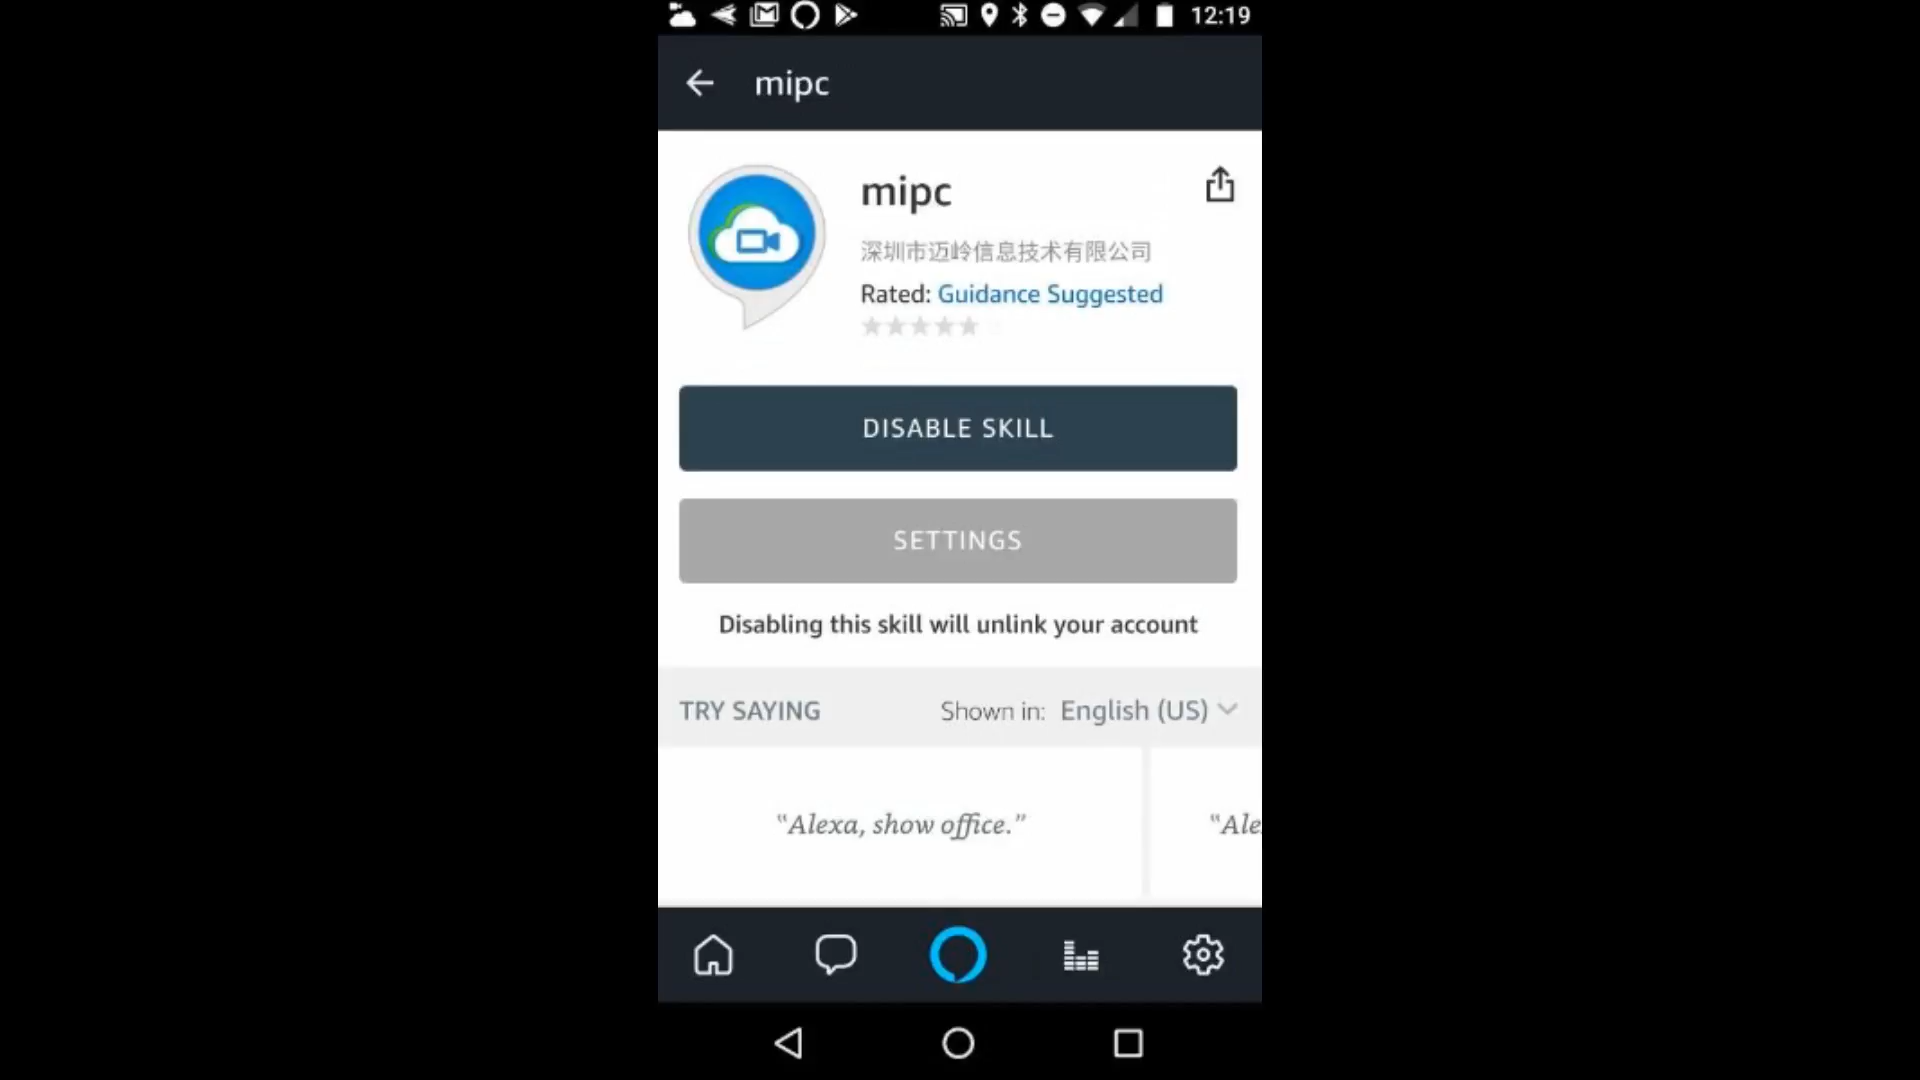 12:19
mipc
mipc
深圳市迈岭信息技术有限公司
Rated: Guidance Suggested
DISABLE SKILL
SETTINGS
Disabling this skill will unlink your account
TRY SAYING Shown in: English (US)
“Alexa, show office.” “Ale